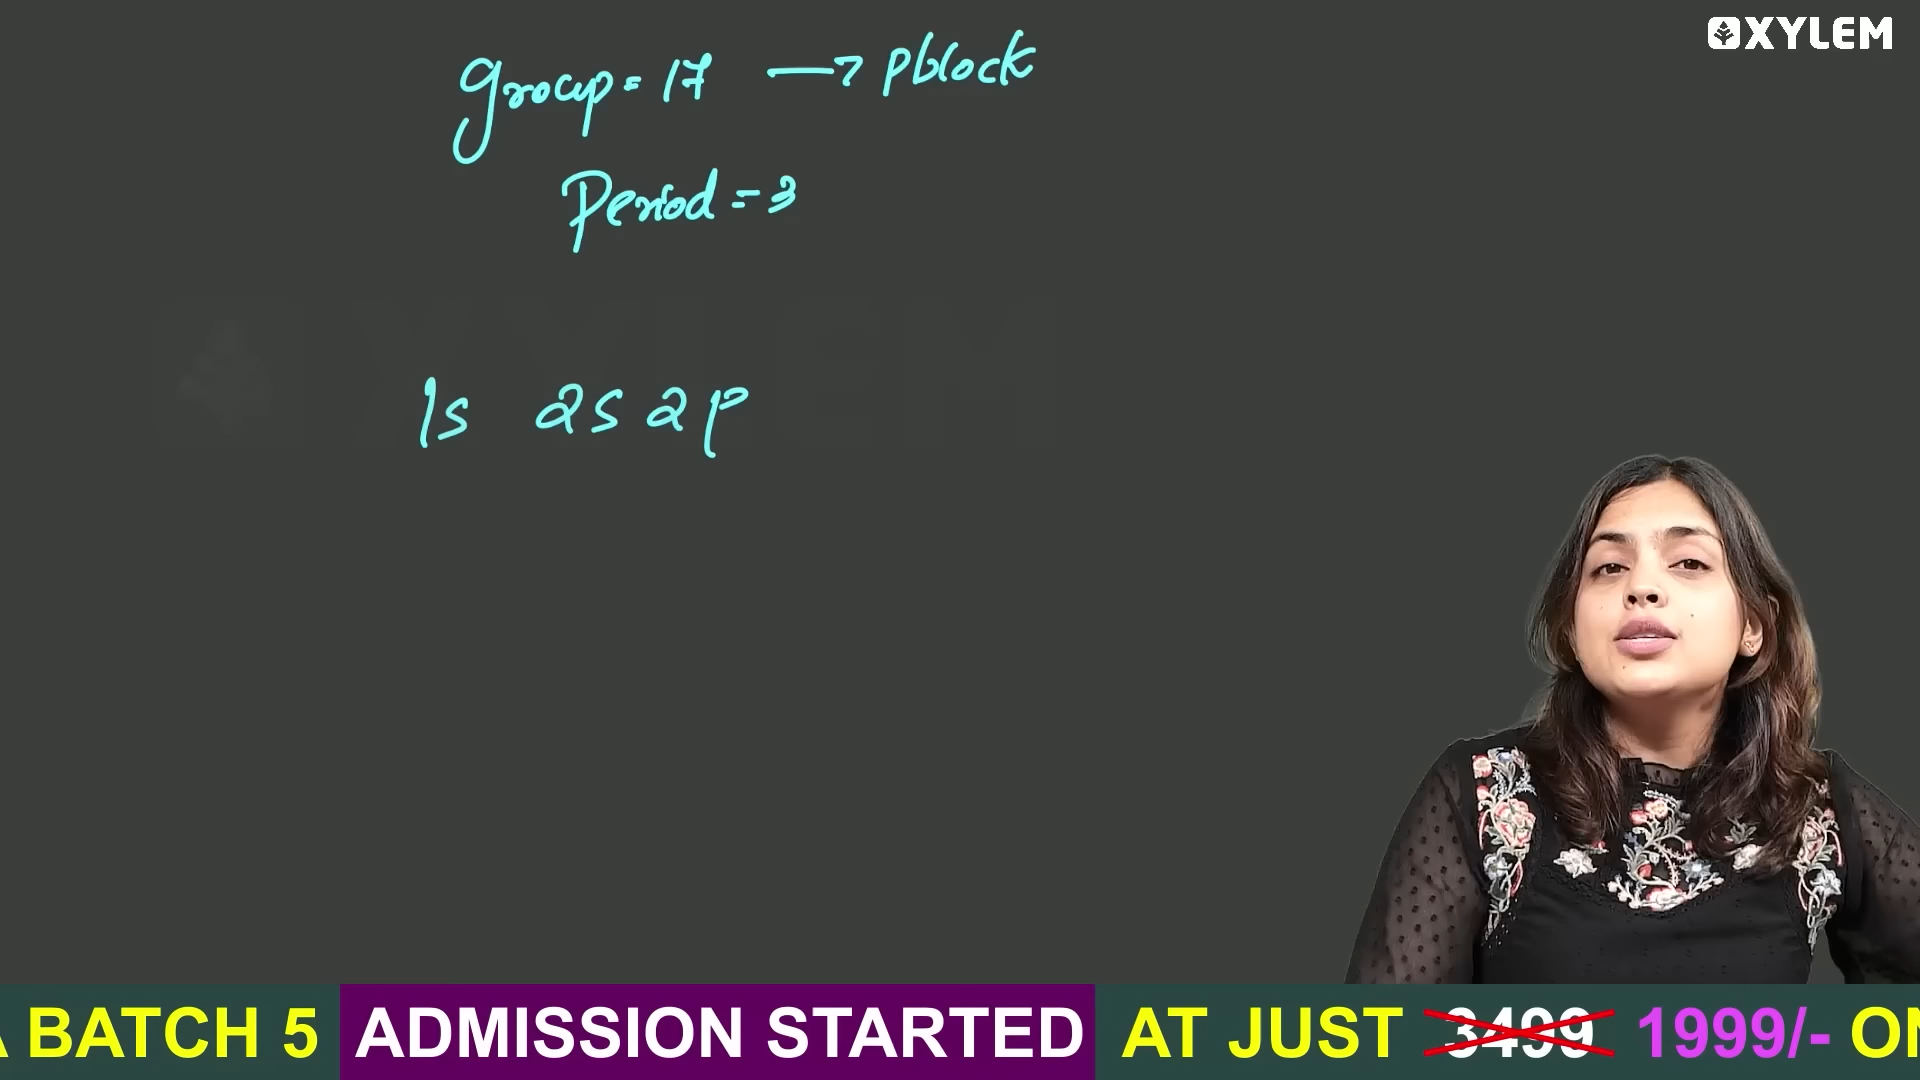 XYLEM
group = 17 → pblock
Period = 3
1s 2s 2p
BATCH 5 ADMISSION STARTED AT JUST 3499 1999/- ON